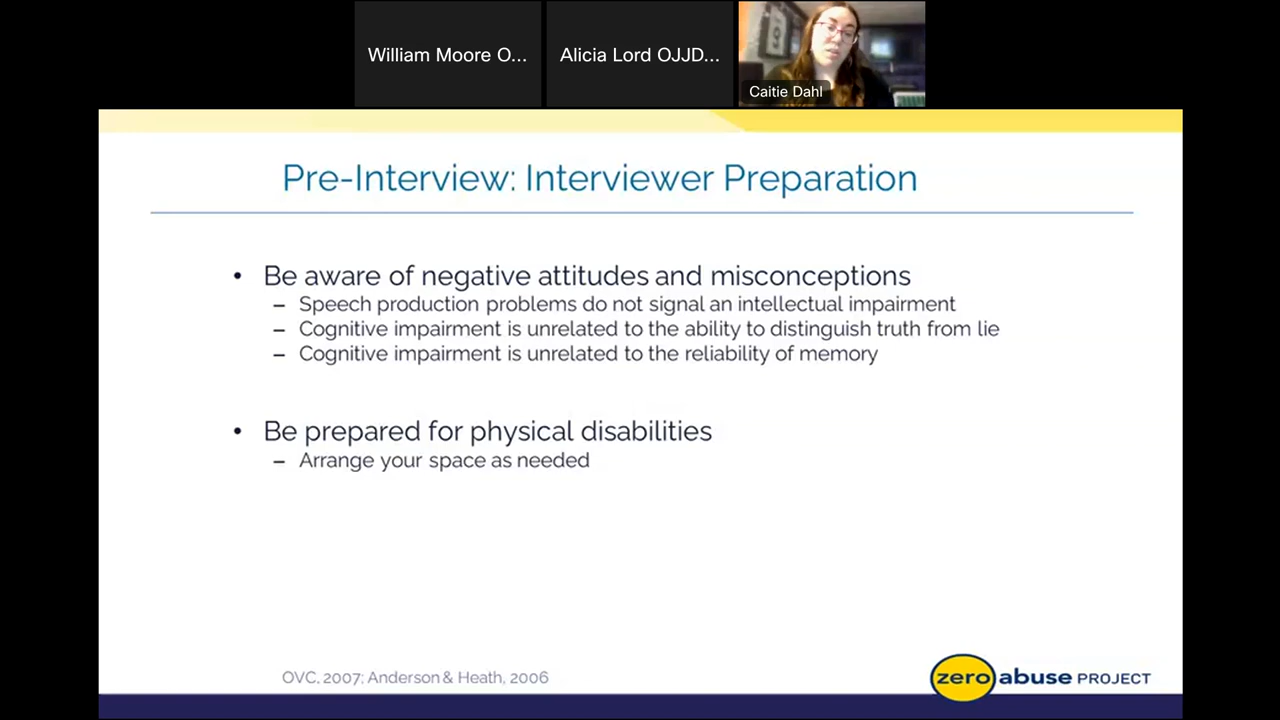 William Moore O...
Alicia Lord OJJD...
Caitie Dahl
Pre-Interview: Interviewer Preparation
• Be aware of negative attitudes and misconceptions
– Speech production problems do not signal an intellectual impairment
– Cognitive impairment is unrelated to the ability to distinguish truth from lie
– Cognitive impairment is unrelated to the reliability of memory
• Be prepared for physical disabilities
– Arrange your space as needed
OVC, 2007; Anderson & Heath, 2006
zero abuse PROJECT